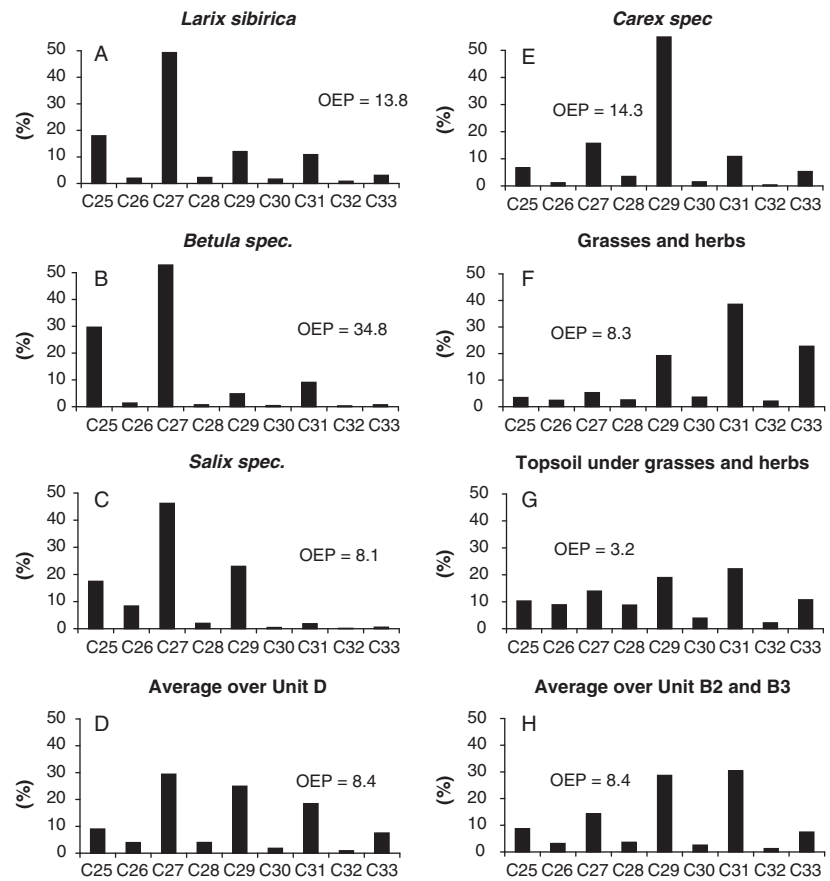 Larix sibirica
A
50
40
30
20
10
0
(%)
OEP = 13.8
C25 C26 C27 C28 C29 C30 C31 C32 C33
Carex spec
E
50
40
30
20
10
0
(%)
OEP = 14.3
C25 C26 C27 C28 C29 C30 C31 C32 C33
Betula spec.
B
50
40
30
20
10
0
(%)
OEP = 34.8
C25 C26 C27 C28 C29 C30 C31 C32 C33
Grasses and herbs
F
50
40
30
20
10
0
(%)
OEP = 8.3
C25 C26 C27 C28 C29 C30 C31 C32 C33
Salix spec.
C
50
40
30
20
10
0
(%)
OEP = 8.1
C25 C26 C27 C28 C29 C30 C31 C32 C33
Topsoil under grasses and herbs
G
50
40
30
20
10
0
(%)
OEP = 3.2
C25 C26 C27 C28 C29 C30 C31 C32 C33
Average over Unit D
D
50
40
30
20
10
0
(%)
OEP = 8.4
C25 C26 C27 C28 C29 C30 C31 C32 C33
Average over Unit B2 and B3
H
50
40
30
20
10
0
(%)
OEP = 8.4
C25 C26 C27 C28 C29 C30 C31 C32 C33